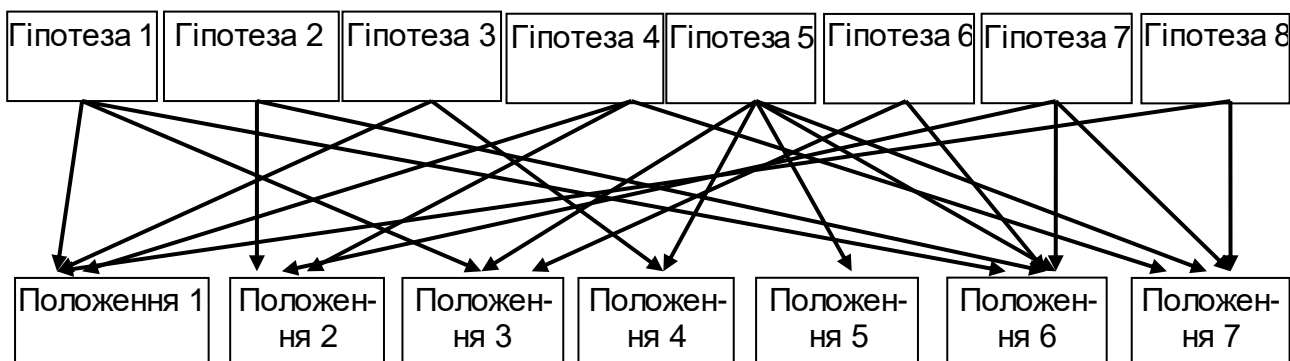 Гіпотеза 1
Гіпотеза 2
Гіпотеза 3
Гіпотеза 4
Гіпотеза 5
Гіпотеза 6
Гіпотеза 7
Гіпотеза 8
Положення 1
Положен-
ня 2
Положен-
ня 3
Положен-
ня 4
Положен-
ня 5
Положен-
ня 6
Положен-
ня 7